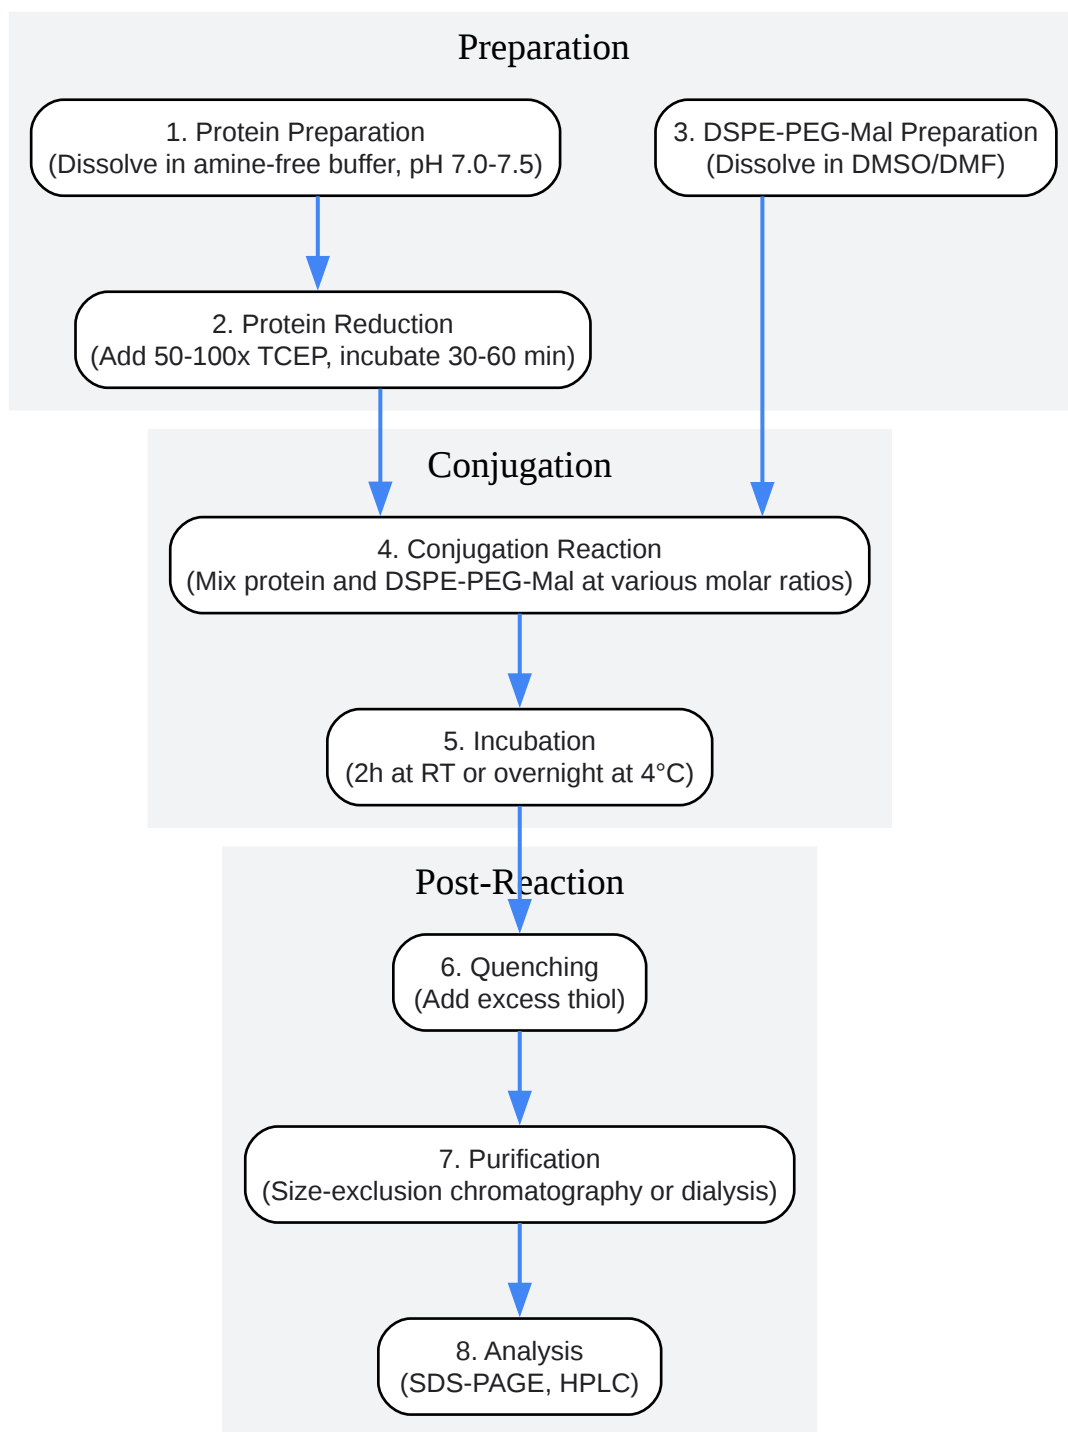 Preparation
1. Protein Preparation
(Dissolve in amine-free buffer, pH 7.0-7.5)
3. DSPE-PEG-Mal Preparation
(Dissolve in DMSO/DMF)
2. Protein Reduction
(Add 50-100x TCEP, incubate 30-60 min)
Conjugation
4. Conjugation Reaction
(Mix protein and DSPE-PEG-Mal at various molar ratios)
5. Incubation
(2h at RT or overnight at 4°C)
Post-Reaction
6. Quenching
(Add excess thiol)
7. Purification
(Size-exclusion chromatography or dialysis)
8. Analysis
(SDS-PAGE, HPLC)